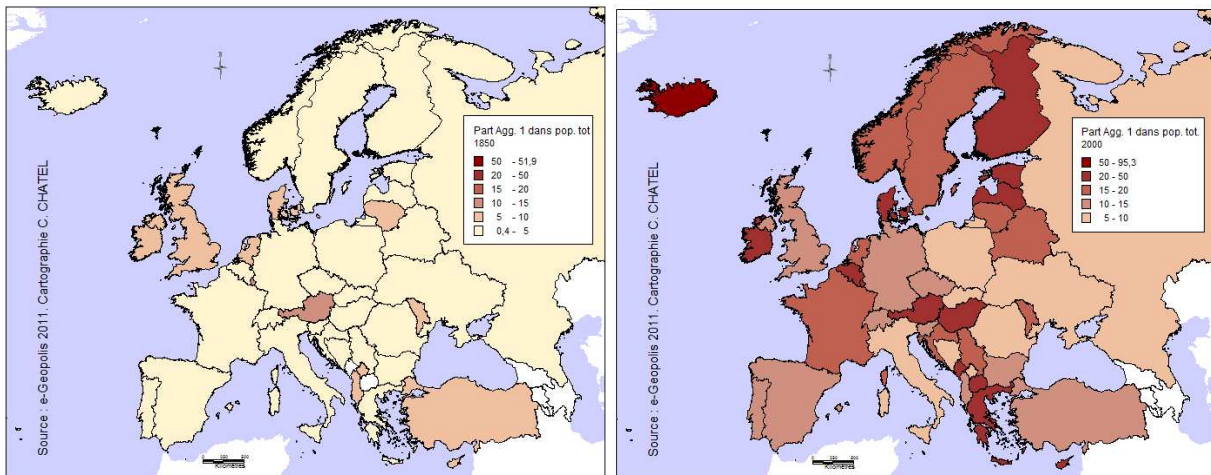 Source : e-Geopolis 2011. Cartographie C. CHATEL
Part Agg. 1 dans pop. tot.
1850
50 - 51,9
20 - 50
15 - 20
10 - 15
5 - 10
0,4 - 5
Kilomètres
Source : e-Geopolis 2011. Cartographie C. CHATEL
Part Agg. 1 dans pop. tot.
2000
50 - 95,3
20 - 50
15 - 20
10 - 15
5 - 10
Kilomètres